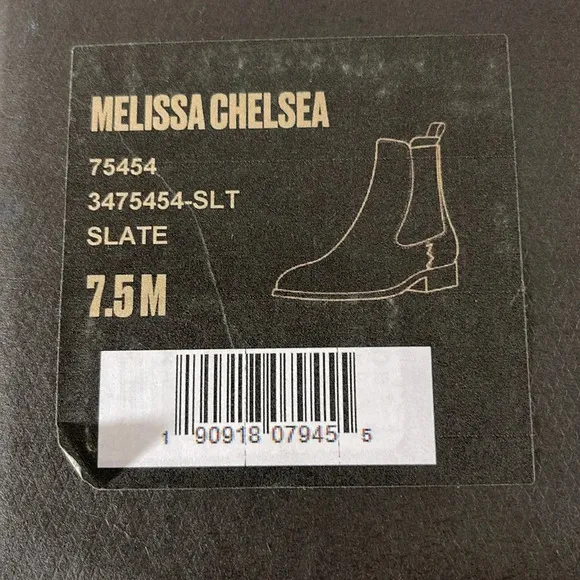 MELISSA CHELSEA
75454
3475454-SLT
SLATE
7.5 M
1 90918 07945 5